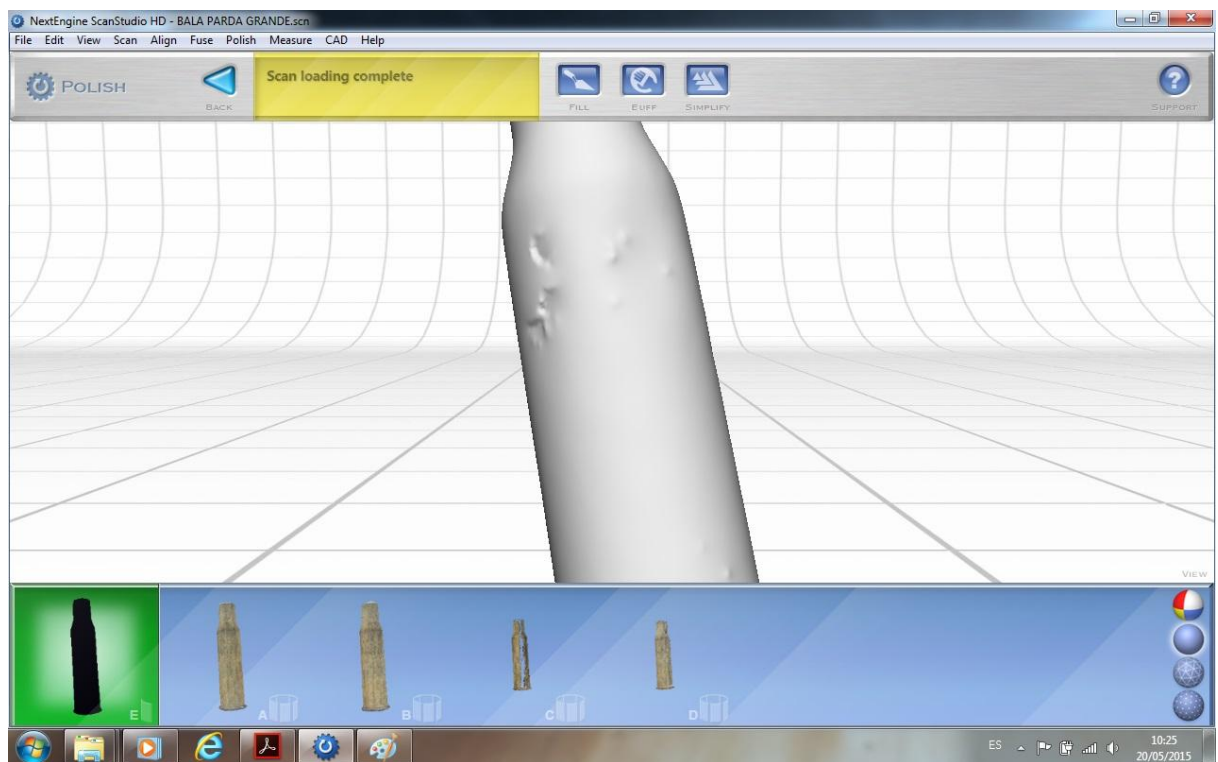 NextEngine ScanStudio HD - BALA PARDA GRANDE.scn
File Edit View Scan Align Fuse Polish Measure CAD Help
POLISH
BACK
Scan loading complete
FILL
BUFF
SIMPLIFY
?
SUPPORT
VIEW
E
A
B
C
D
ES
10:25
20/05/2015